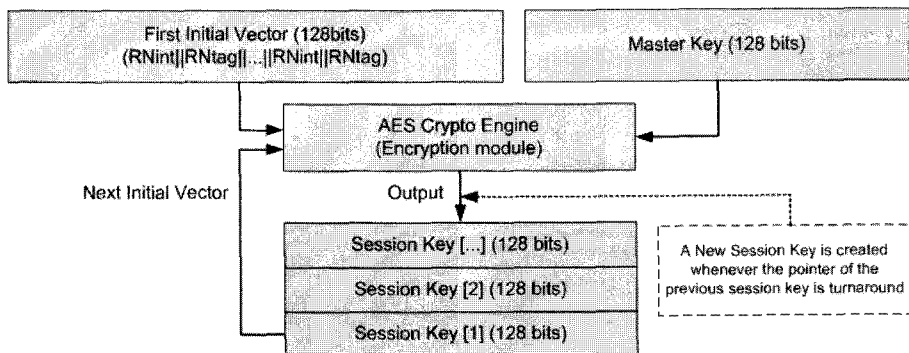 First Initial Vector (128bits)
(RNint||RNtag||...||RNint||RNtag)
Master Key (128 bits)
AES Crypto Engine
(Encryption module)
Next Initial Vector
Output
Session Key [...] (128 bits)
Session Key [2] (128 bits)
Session Key [1] (128 bits)
A New Session Key is created
whenever the pointer of the
previous session key is turnaround